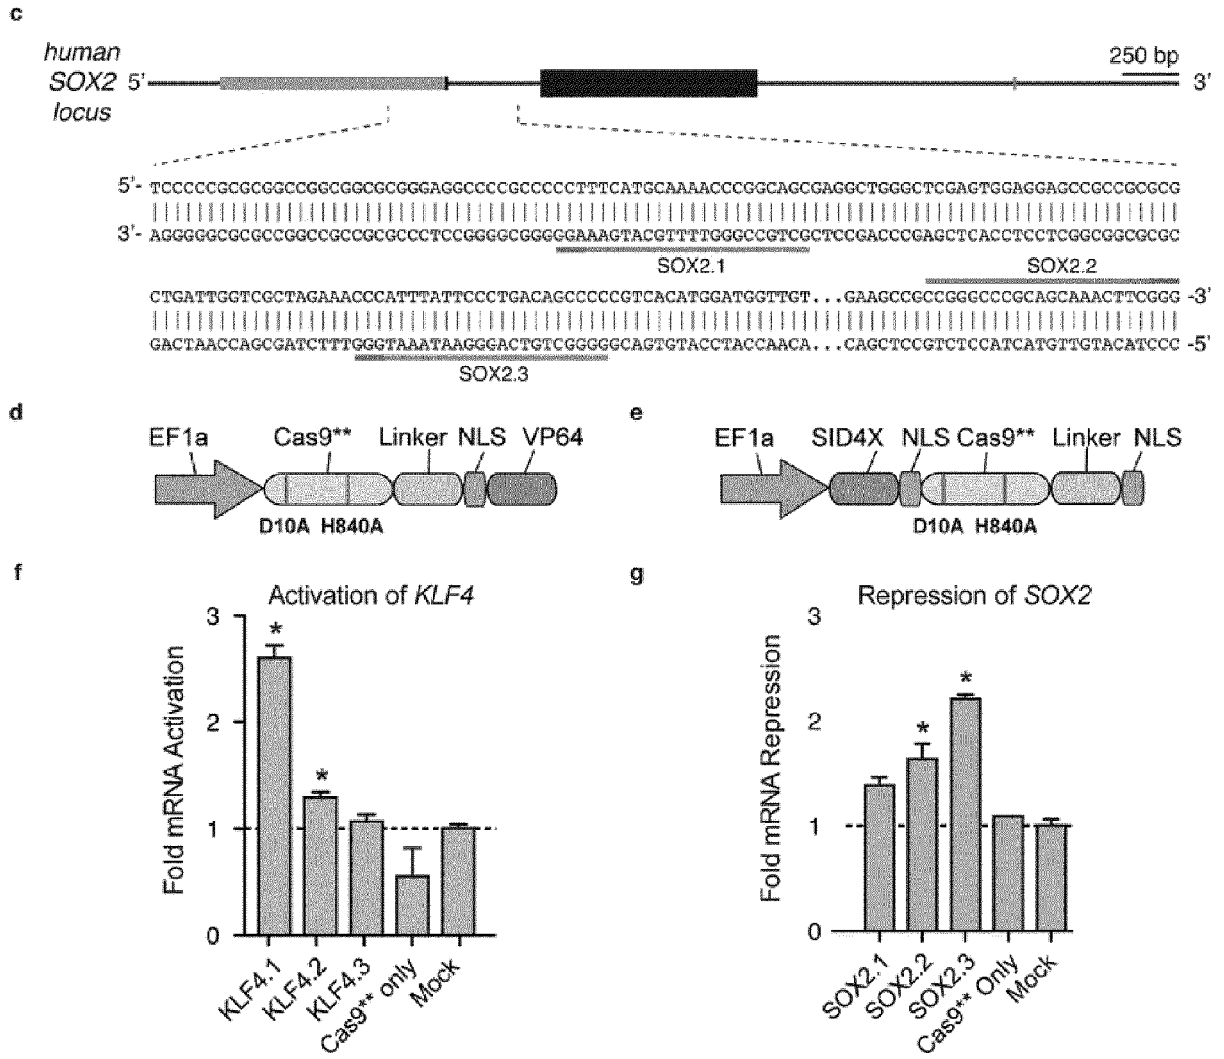 c
human
SOX2
locus
5'
3'
250 bp
5'- TCCCCCGCGCGGCCGGCGGCGCGGGAGGCCCCGCCCCCTTTCATGCAAAACCCGGCAGCGAGGCTGGGCTCGAGTGGAGGAGCCGCCGCGCG
3'- AGGGGGCGCGCCGGCCGCCGCGCCCTCCGGGGCGGGGGAAAGTACGTTTTGGGCCGTCGCTCCGACCCGAGCTCACCTCCTCGGCGGCGCGC
SOX2.1
SOX2.2
CTGATTGGTCGCTAGAAACCCATTTATTCCCTGACAGCCCCCGTCACATGGATGGTTGT...GAAGCCGCCGGGCCCGCAGCAAACTTCGGG -3'
GACTAACCAGCGATCTTTGGGTAAATAAGGGACTGTCGGGGGCAGTGTACCTACCAACA...CAGCTCCGTCTCCATCATGTTGTACATCCC -5'
SOX2.3
d
EF1a Cas9** Linker NLS VP64
D10A H840A
e
EF1a SID4X NLS Cas9** Linker NLS
D10A H840A
f
Activation of KLF4
Fold mRNA Activation
3
2
1
0
*
*
KLF4.1
KLF4.2
KLF4.3
Cas9** only
Mock
g
Repression of SOX2
Fold mRNA Repression
3
2
1
0
*
*
SOX2.1
SOX2.2
SOX2.3
Cas9** Only
Mock